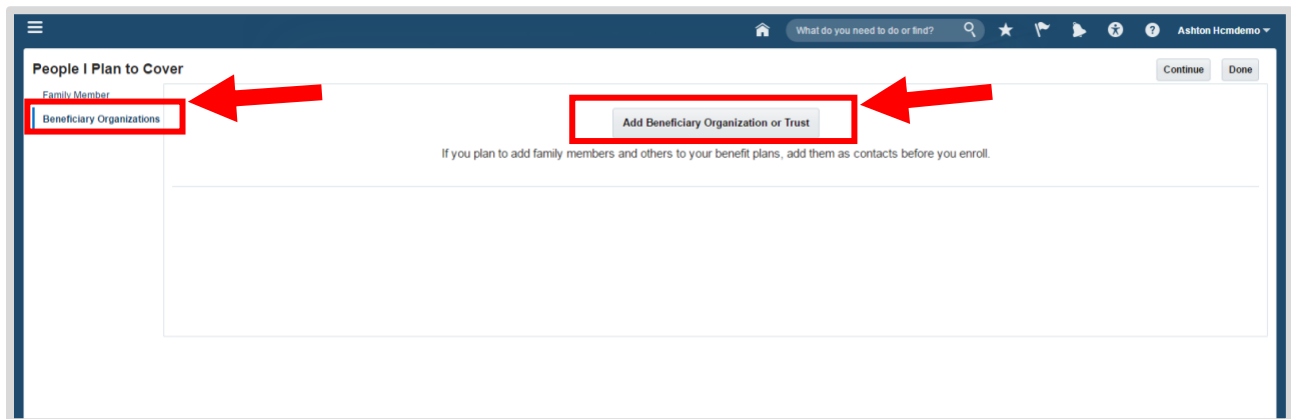 What do you need to do or find?
Ashton Hcmdemo
People I Plan to Cover
Continue
Done
Family Member
Beneficiary Organizations
Add Beneficiary Organization or Trust
If you plan to add family members and others to your benefit plans, add them as contacts before you enroll.